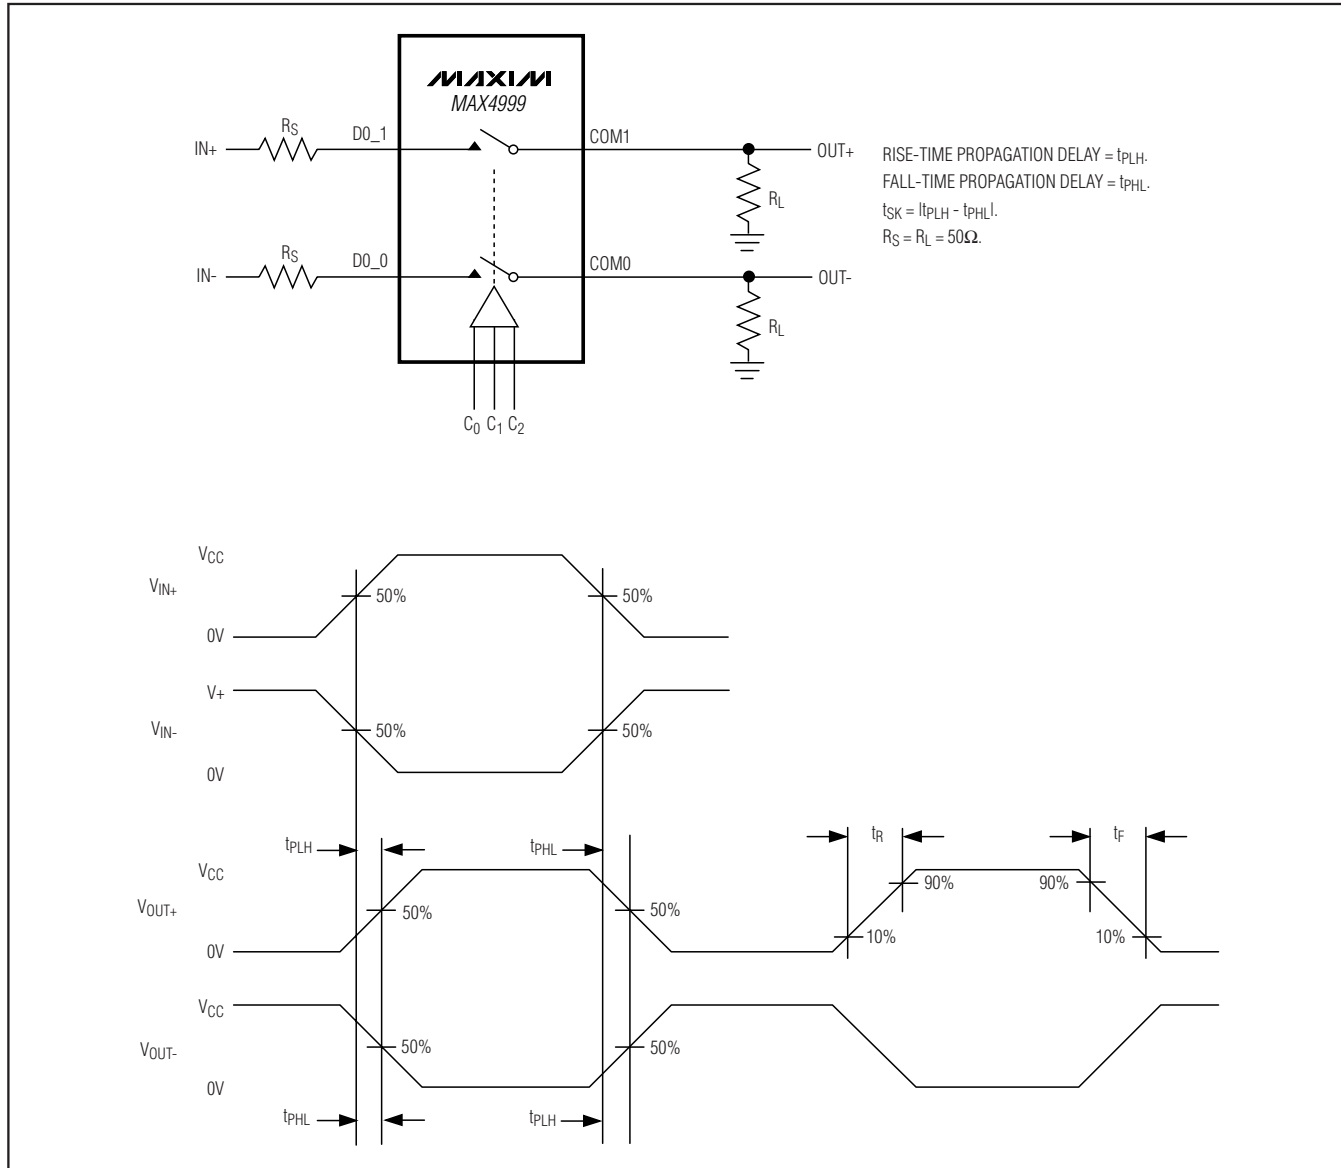 MAXIM
MAX4999
IN+
RS
D0_1
COM1
OUT+
RL
IN-
RS
D0_0
COM0
OUT-
RL
C0 C1 C2
RISE-TIME PROPAGATION DELAY = tPLH.
FALL-TIME PROPAGATION DELAY = tPHL.
tSK = |tPLH - tPHL|.
RS = RL = 50Ω.
VCC
VIN+
50%
50%
0V
V+
VIN-
50%
50%
0V
tPLH
tPHL
tR
tF
VCC
90%
90%
VOUT+
50%
50%
10%
10%
0V
VCC
VOUT-
50%
50%
0V
tPHL
tPLH